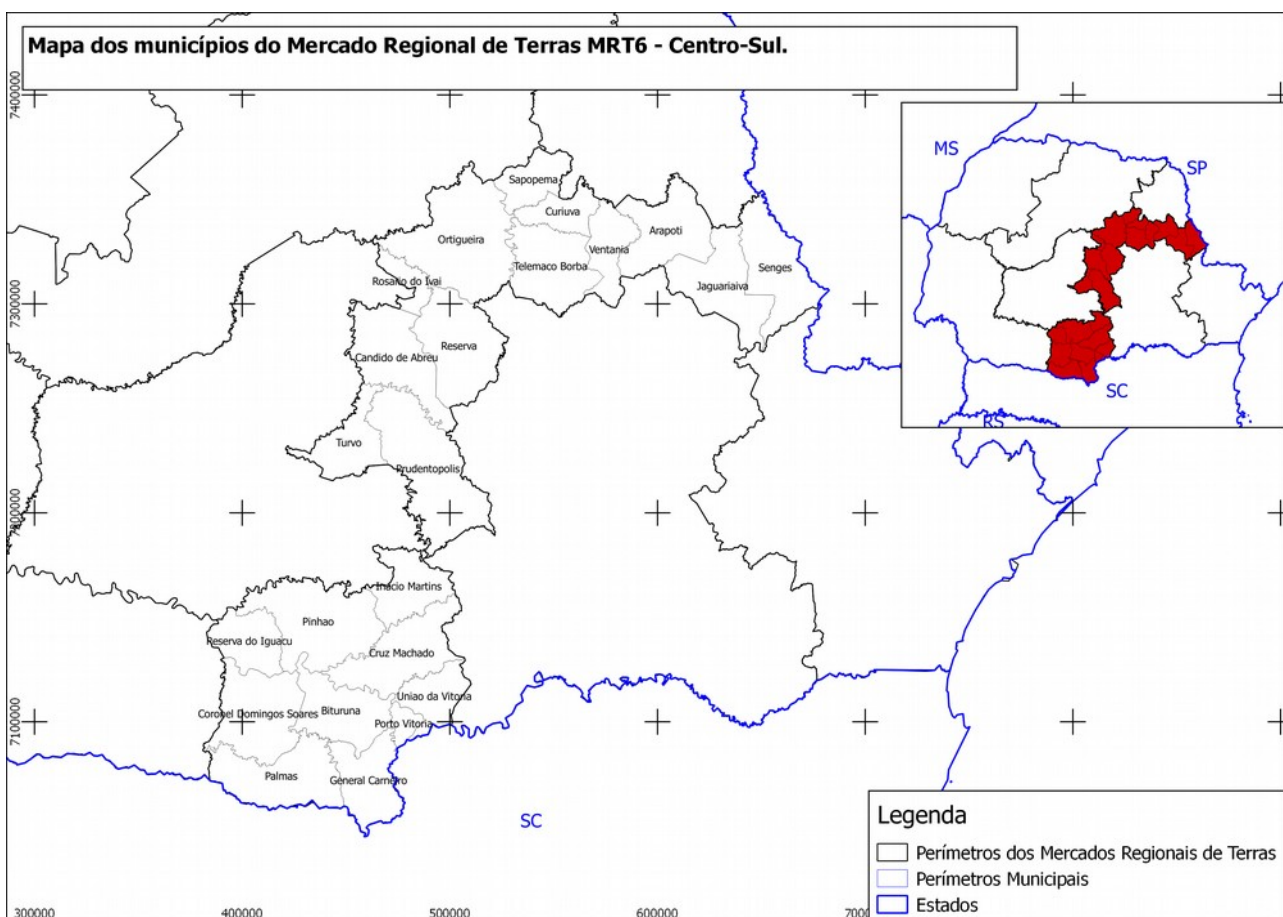 Mapa dos municípios do Mercado Regional de Terras MRT6 - Centro-Sul.
7400000
MS
SP
SC
RS
Sapopema
Curiuva
Ortigueira
Ventania
Arapoti
Telemaco Borba
Senges
Rosario do Ivai
Jaguariaiva
7300000
Reserva
Candido de Abreu
Turvo
Prudentopolis
7200000
Inacio Martins
Pinhao
Reserva do Iguacu
Cruz Machado
Uniao da Vitoria
Coronel Domingos Soares
Bituruna
Porto Vitoria
7100000
Palmas
General Carneiro
SC
Legenda
Perímetros dos Mercados Regionais de Terras
Perímetros Municipais
Estados
300000
400000
500000
600000